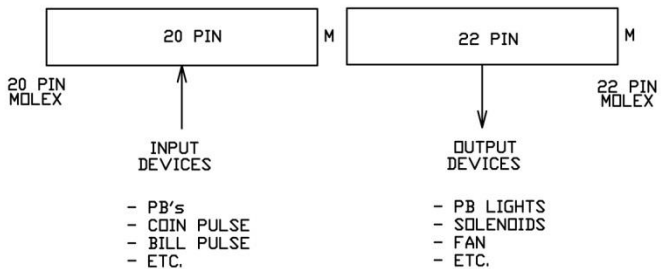 20 PIN
M
22 PIN
M
20 PIN
MOLEX
22 PIN
MOLEX
INPUT
DEVICES
- PB's
- COIN PULSE
- BILL PULSE
- ETC.
OUTPUT
DEVICES
- PB LIGHTS
- SOLENOIDS
- FAN
- ETC.